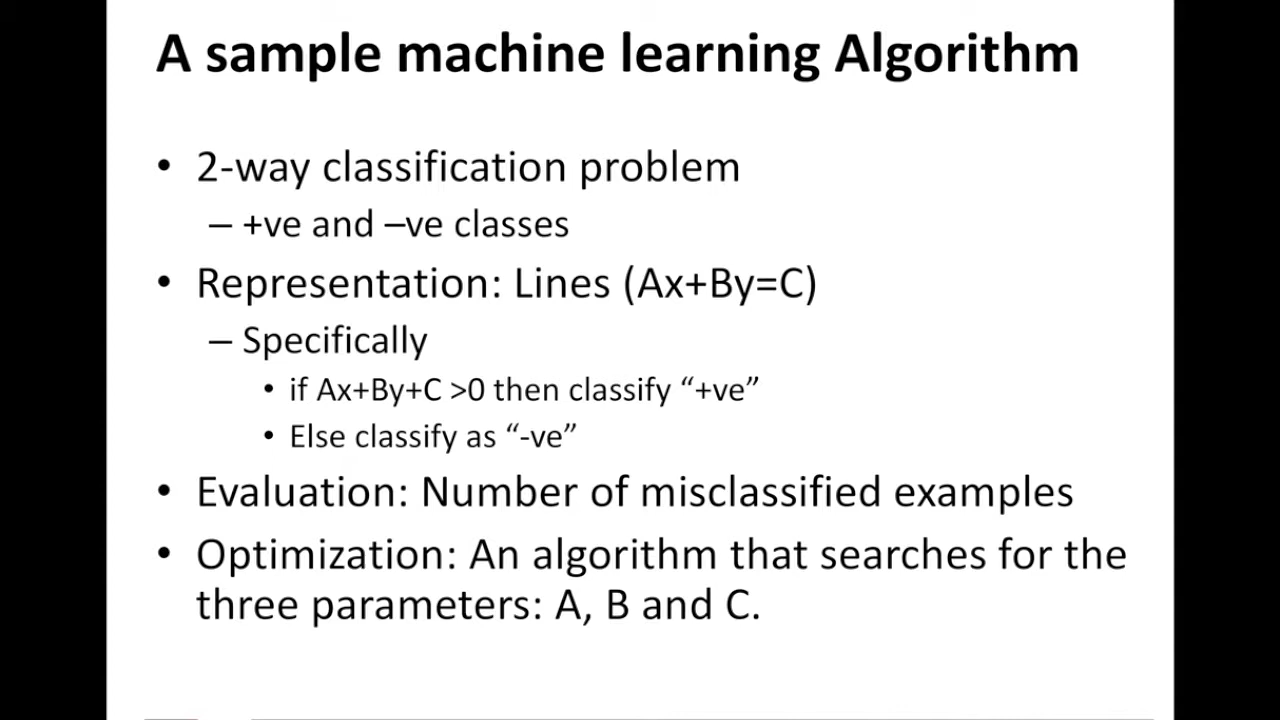 A sample machine learning Algorithm
• 2-way classification problem
– +ve and –ve classes
• Representation: Lines (Ax+By=C)
– Specifically
• if Ax+By+C >0 then classify “+ve”
• Else classify as “-ve”
• Evaluation: Number of misclassified examples
• Optimization: An algorithm that searches for the
three parameters: A, B and C.